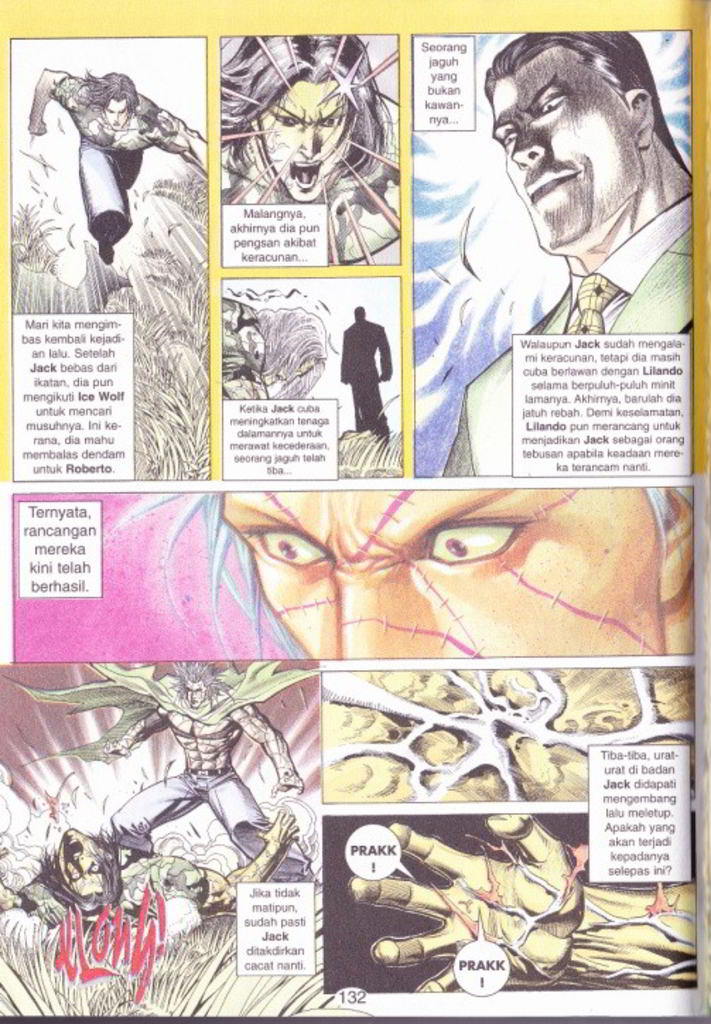 Mari kita mengim-
bas kembali kejadi-
an lalu. Setelah
Jack bebas dari
ikatan, dia pun
mengikuti Ice Wolf
untuk mencari
musuhnya. Ini ke-
rana, dia mahu
membalas dendam
untuk Roberto.
Malangnya,
akhirnya dia pun
pengsan akibat
keracunan...
Ketika Jack cuba
meningkatkan tenaga
dalamannya untuk
merawat kecederaan,
seorang jaguh telah
tiba...
Seorang
jaguh
yang
bukan
kawan-
nya...
Walaupun Jack sudah mengala-
mi keracunan, tetapi dia masih
cuba berlawan dengan Lilando
selama berpuluh-puluh minit
lamanya. Akhirnya, barulah dia
jatuh rebah. Demi keselamatan,
Lilando pun merancang untuk
menjadikan Jack sebagai orang
tebusan apabila keadaan mere-
ka terancam nanti.
Ternyata,
rancangan
mereka
kini telah
berhasil.
Jika tidak
matipun,
sudah pasti
Jack
ditakdirkan
cacat nanti.
Tiba-tiba, urat-
urat di badan
Jack didapati
mengembang
lalu meletup.
Apakah yang
akan terjadi
kepadanya
selepas ini?
PRAKK
!
PRAKK
!
132